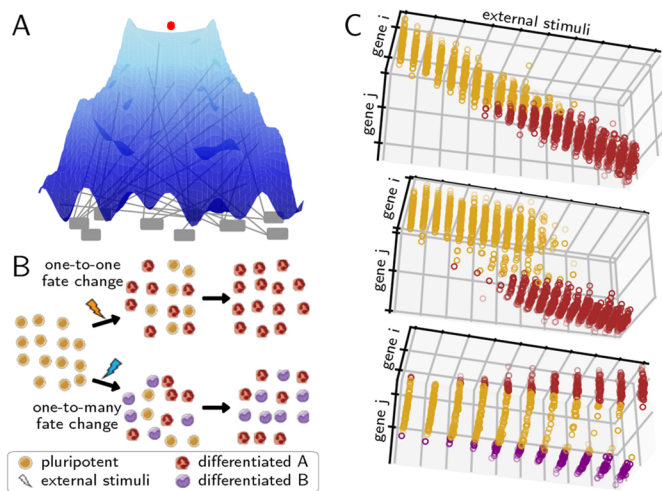 A
B
one-to-one
fate change
one-to-many
fate change
pluripotent
external stimuli
differentiated A
differentiated B
C
external stimuli
gene i
gene j
gene i
gene j
gene i
gene j